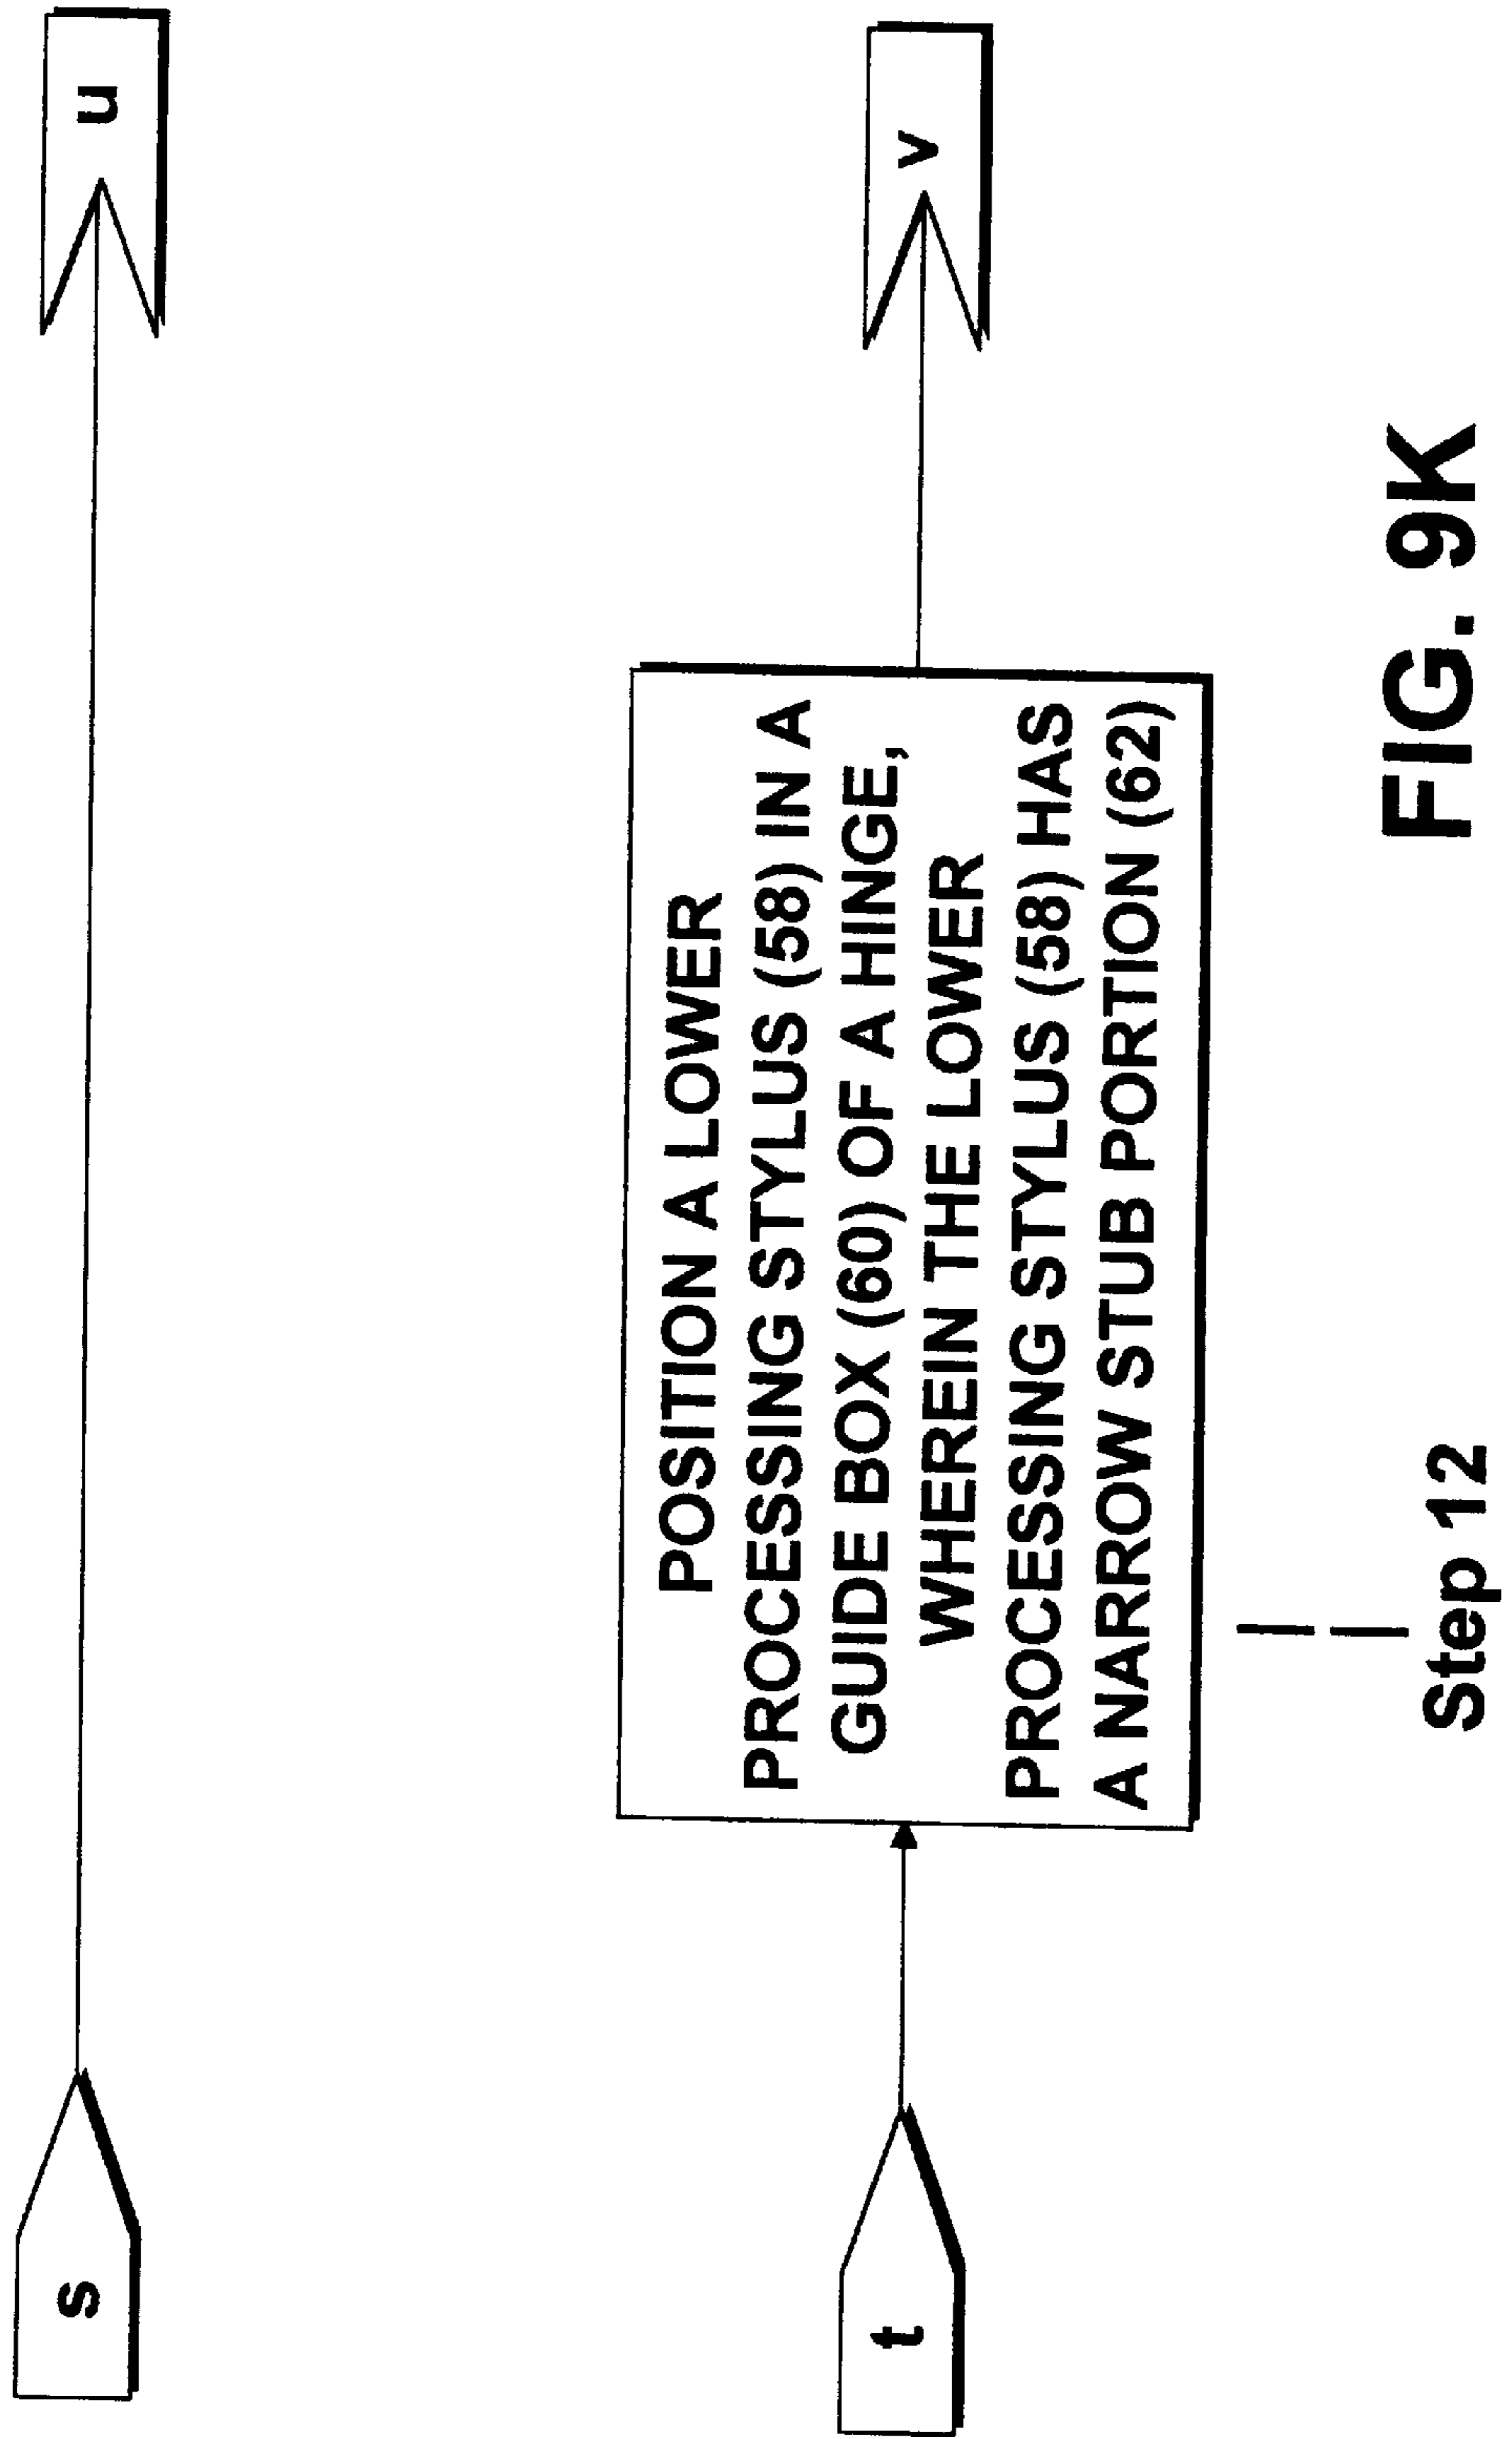 s
u
t
POSITION A LOWER
PROCESSING STYLUS (58) IN A
GUIDE BOX (60) OF A HINGE,
WHEREIN THE LOWER
PROCESSING STYLUS (58) HAS
A NARROW STUB PORTION (62)
v
Step 12
FIG. 9K